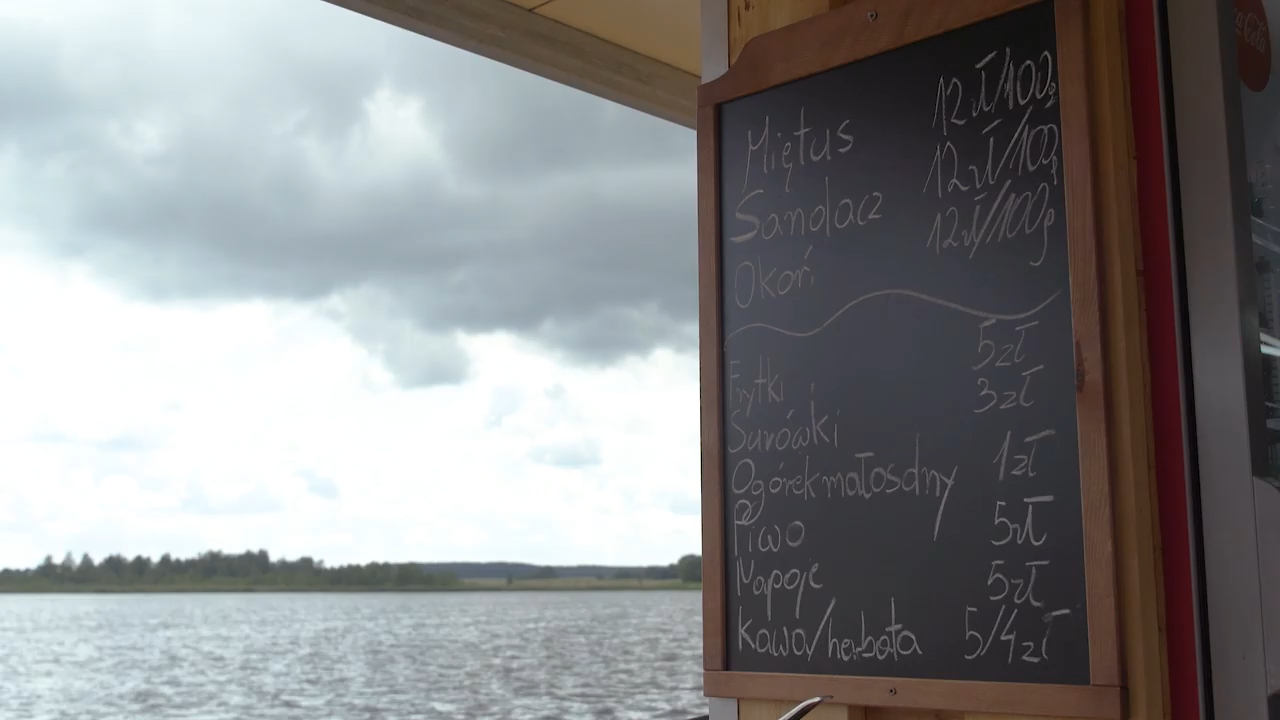 Miętus 12zł/100g
Sandacz 12zł/100g
Okoń 12zł/100g
Frytki 5zł
Surówki 3zł
Ogórek małosolny 1zł
Piwo 5zł
Napoje 5zł
Kawa/herbata 5/4zł